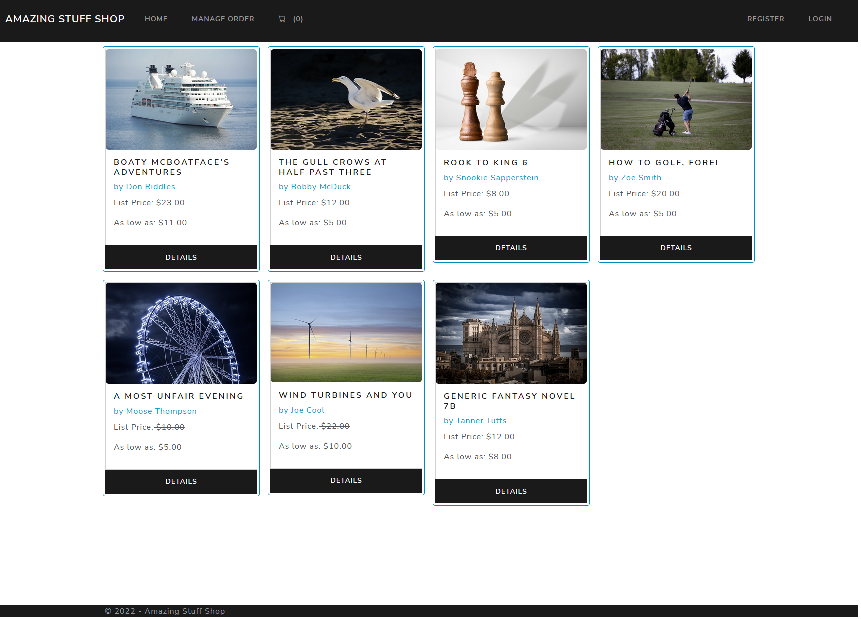 AMAZING STUFF SHOP HOME MANAGE ORDER (0) REGISTER LOGIN
BOATY MCBOATFACE'S
ADVENTURES
by Don Riddles
List Price: $23.00
As low as: $11.00
DETAILS
THE GULL CROWS AT
HALF PAST THREE
by Bobby McDuck
List Price: $12.00
As low as: $5.00
DETAILS
ROOK TO KING 6
by Snookie Sapperstein
List Price: $8.00
As low as: $5.00
DETAILS
HOW TO GOLF, FORE!
by Zoe Smith
List Price: $20.00
As low as: $5.00
DETAILS
A MOST UNFAIR EVENING
by Moose Thompson
List Price: $10.00
As low as: $5.00
DETAILS
WIND TURBINES AND YOU
by Joe Cool
List Price: $22.00
As low as: $10.00
DETAILS
GENERIC FANTASY NOVEL
7B
by Tanner Tufts
List Price: $12.00
As low as: $8.00
DETAILS
© 2022 - Amazing Stuff Shop